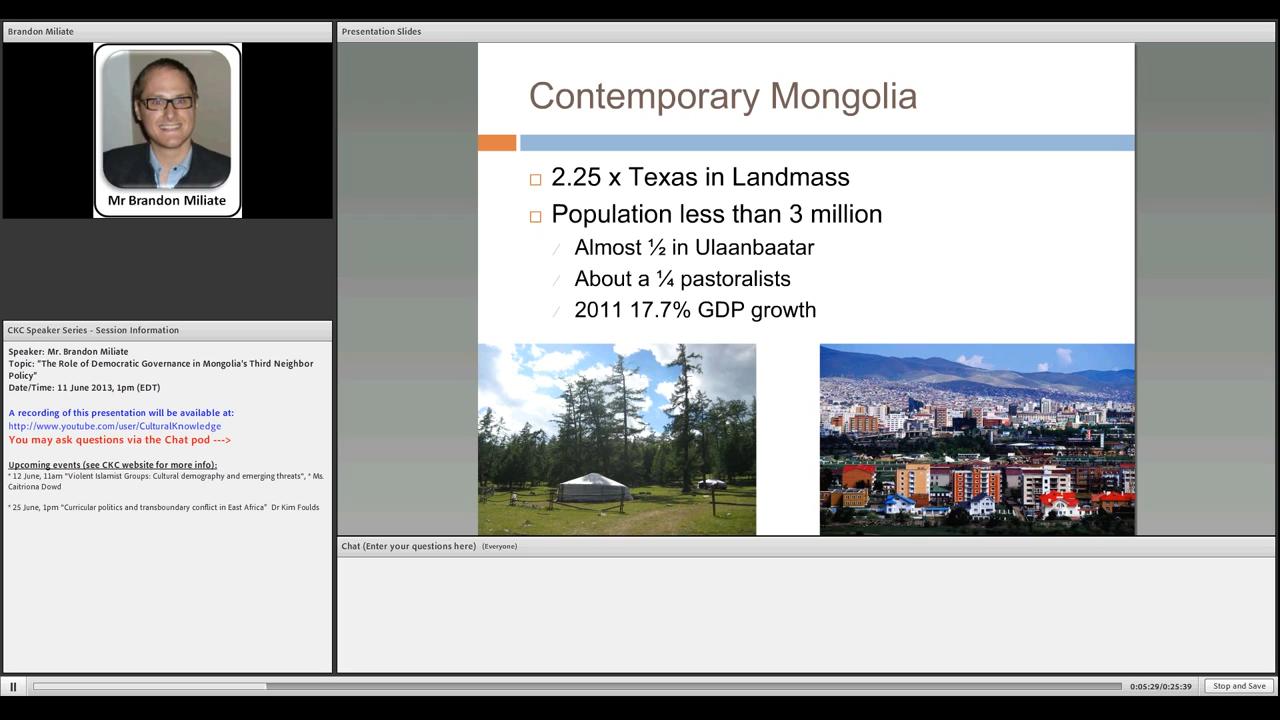 Brandon Miliate
Mr Brandon Miliate
CKC Speaker Series - Session Information
Speaker: Mr. Brandon Miliate
Topic: "The Role of Democratic Governance in Mongolia's Third Neighbor
Policy"
Date/Time: 11 June 2013, 1pm (EDT)
A recording of this presentation will be available at:
http://www.youtube.com/user/CulturalKnowledge
You may ask questions via the Chat pod --->
Upcoming events (see CKC website for more info):
* 12 June, 11am "Violent Islamist Groups: Cultural demography and emerging threats", * Ms.
Caitriona Dowd
* 25 June, 1pm "Curricular politics and transboundary conflict in East Africa" Dr Kim Foulds
Presentation Slides
Contemporary Mongolia
2.25 x Texas in Landmass
Population less than 3 million
Almost ½ in Ulaanbaatar
About a ¼ pastoralists
2011 17.7% GDP growth
Chat (Enter your questions here) (Everyone)
0:05:29/0:25:39
Stop and Save